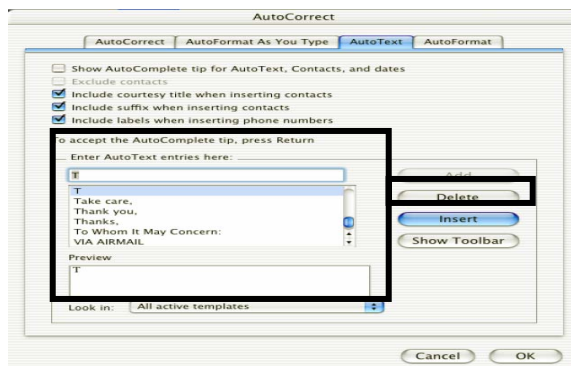 AutoCorrect
AutoCorrect AutoFormat As You Type AutoText AutoFormat
Show AutoComplete tip for AutoText, Contacts, and dates
Exclude contacts
Include courtesy title when inserting contacts
Include suffix when inserting contacts
Include labels when inserting phone numbers
To accept the AutoComplete tip, press Return
Enter AutoText entries here:
T
Add
T
Take care,
Thank you,
Thanks,
To Whom It May Concern:
VIA AIRMAIL
Delete
Insert
Show Toolbar
Preview
T
Look in: All active templates
Cancel OK